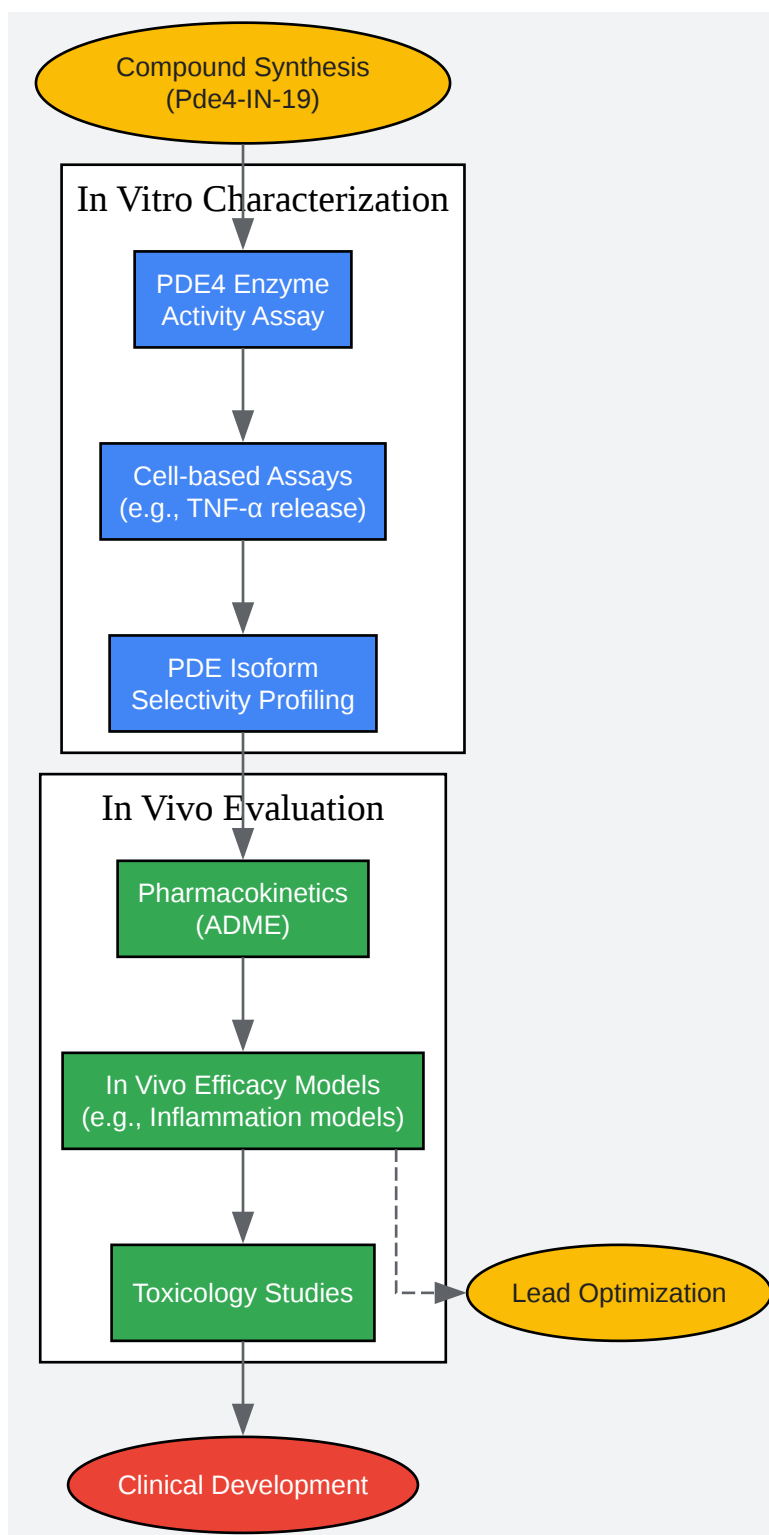 Compound Synthesis
(Pde4-IN-19)
In Vitro Characterization
PDE4 Enzyme
Activity Assay
Cell-based Assays
(e.g., TNF-α release)
PDE Isoform
Selectivity Profiling
In Vivo Evaluation
Pharmacokinetics
(ADME)
In Vivo Efficacy Models
(e.g., Inflammation models)
Toxicology Studies
Lead Optimization
Clinical Development